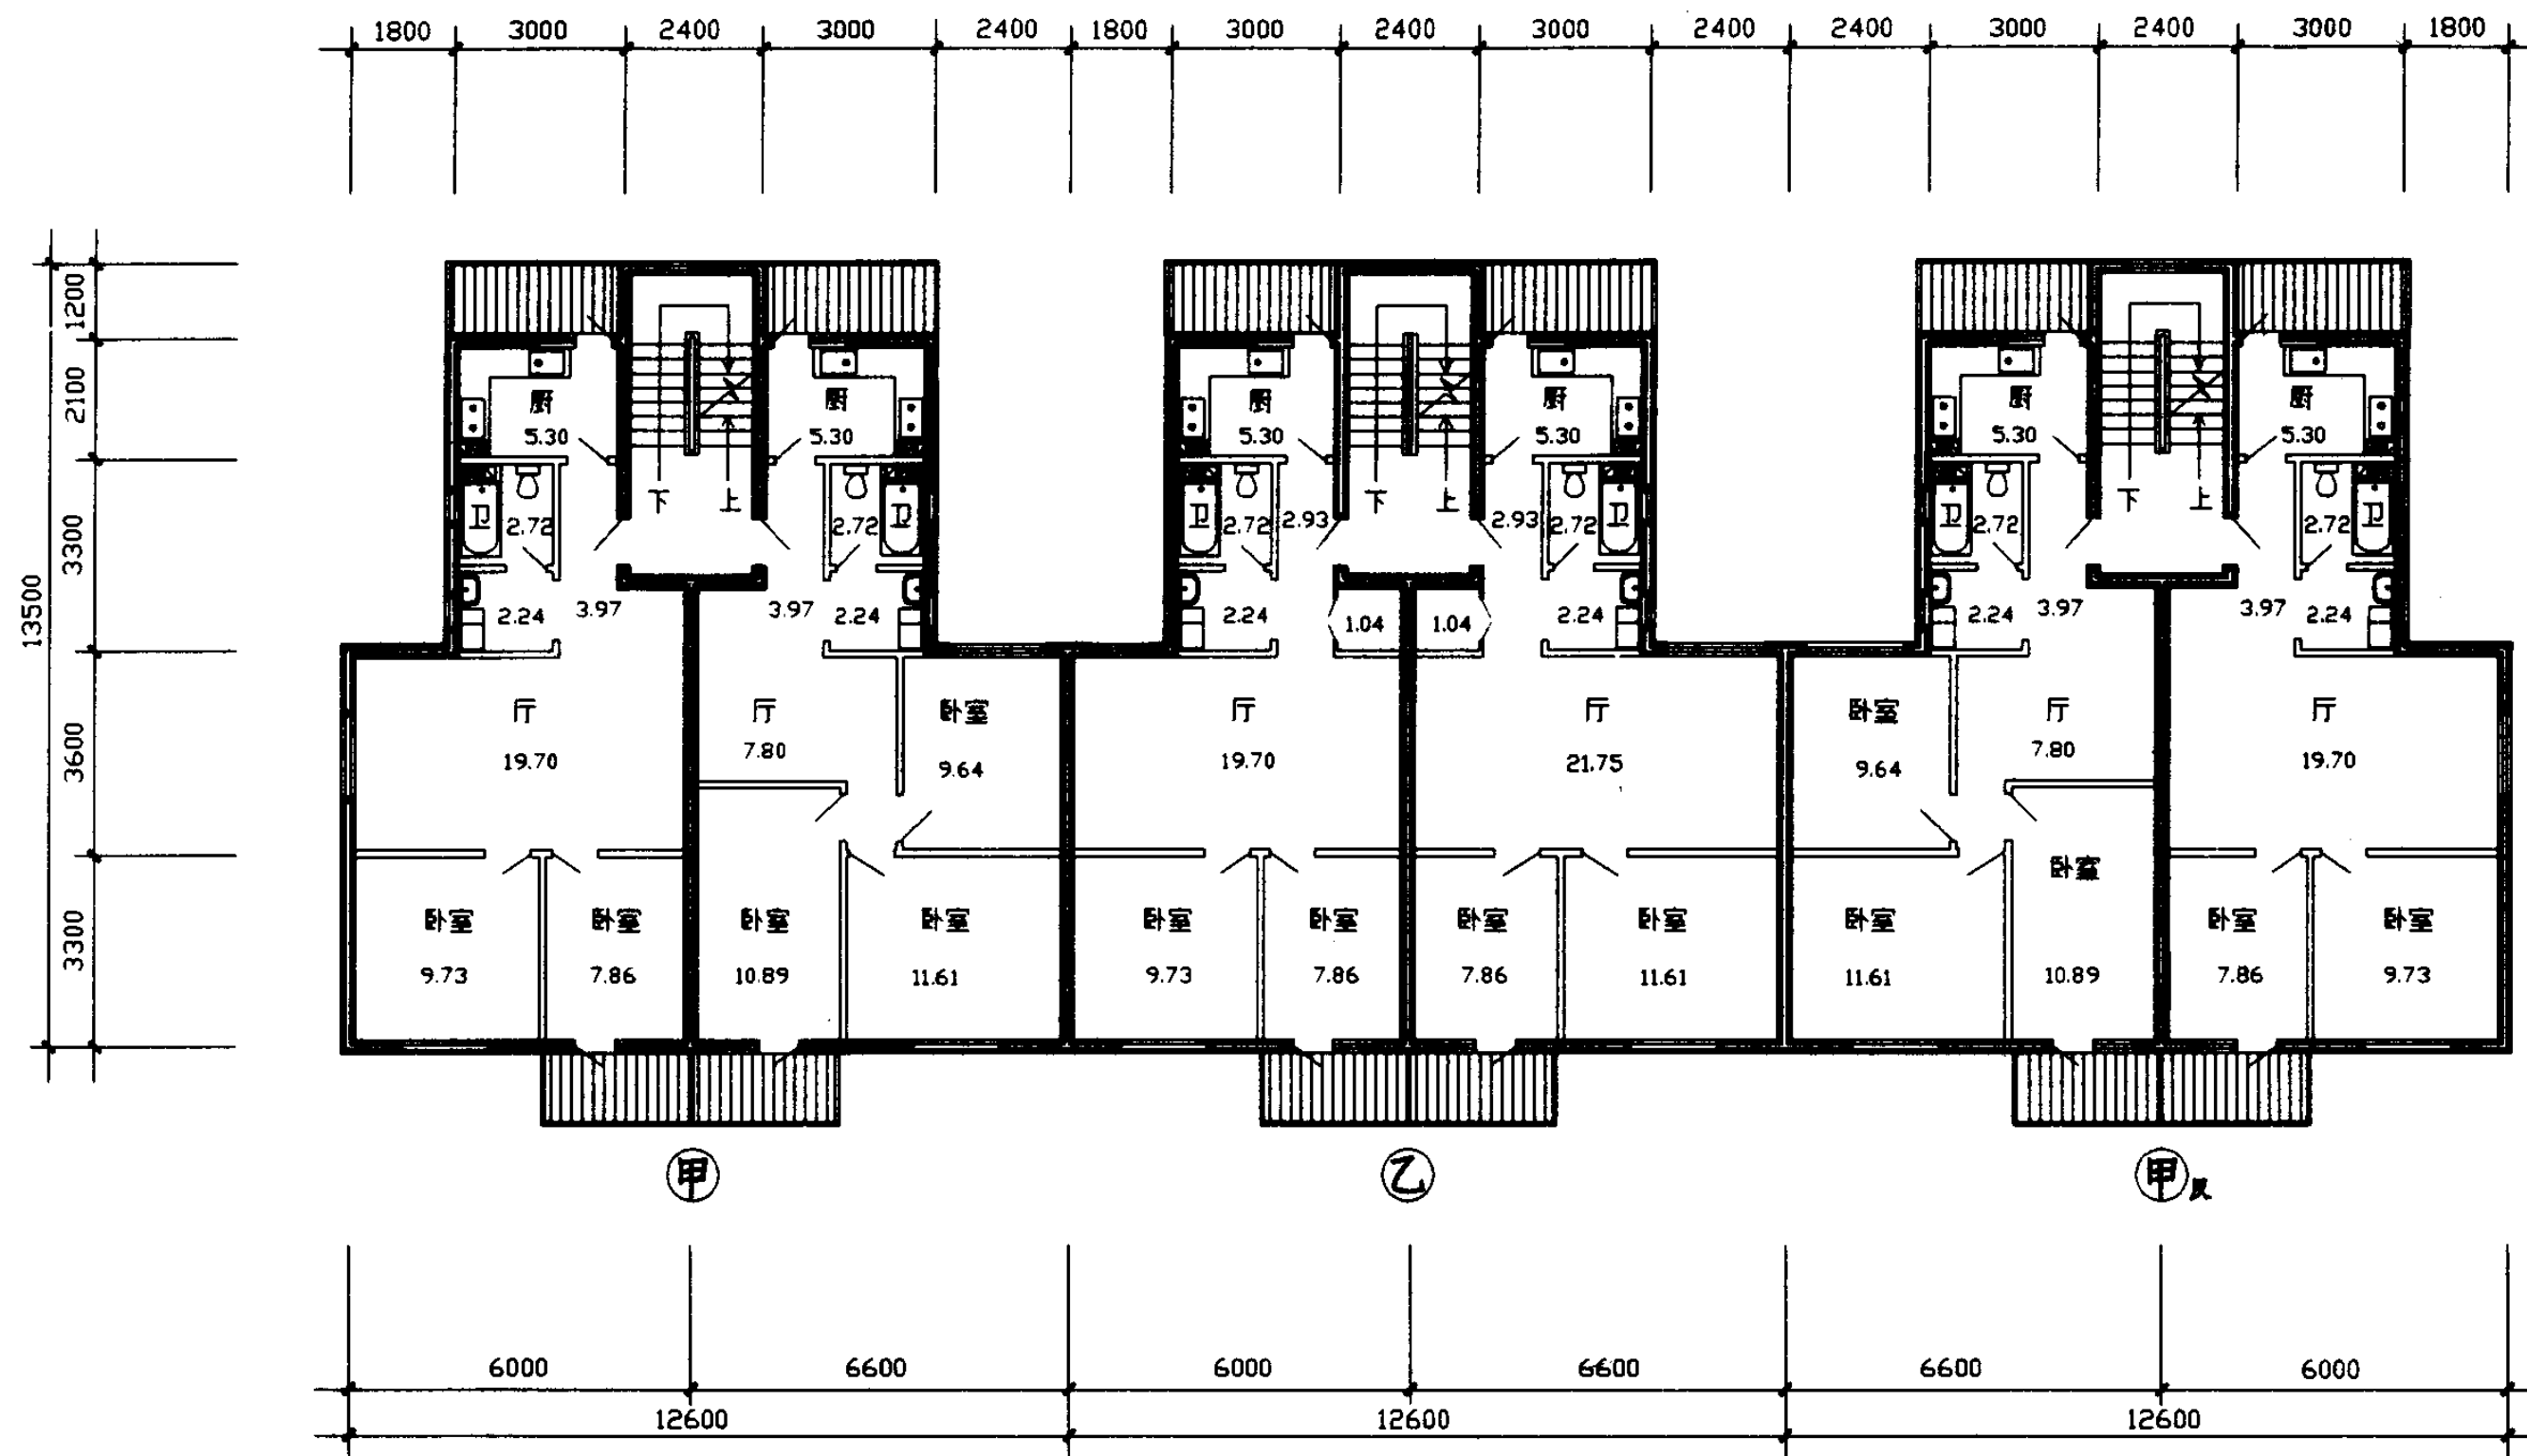 1800 3000 2400 3000 2400 1800 3000 2400 3000 2400 2400 3000 2400 3000 1800
13500
1200
2100
3300
3600
3300
厨 厨 厨 厨 厨 厨
5.30 5.30 5.30 5.30 5.30 5.30
下 上 下 上 下 上
卫 2.72 2.72 卫 卫 2.72 2.93 2.93 2.72 卫 卫 2.72 2.72 卫
2.24 3.97 3.97 2.24 2.24 1.04 1.04 2.24 2.24 3.97 3.97 2.24
厅 厅 卧室 厅 厅 卧室 厅 厅
19.70 7.80 9.64 19.70 21.75 9.64 7.80 19.70
卧室
卧室 卧室 卧室 卧室 卧室 卧室 卧室 卧室 卧室 卧室 卧室
9.73 7.86 10.89 11.61 9.73 7.86 7.86 11.61 11.61 10.89 7.86 9.73
甲 乙 甲反
6000 6600 6000 6600 6600 6000
12600 12600 12600